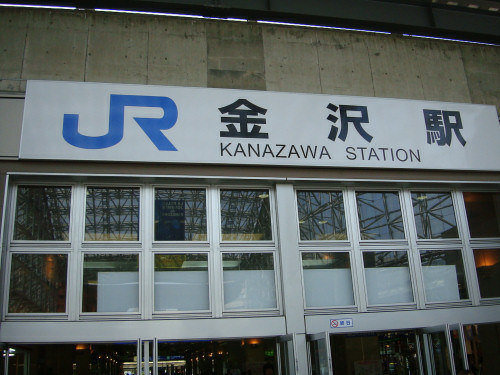 JR 金沢駅
KANAZAWA STATION